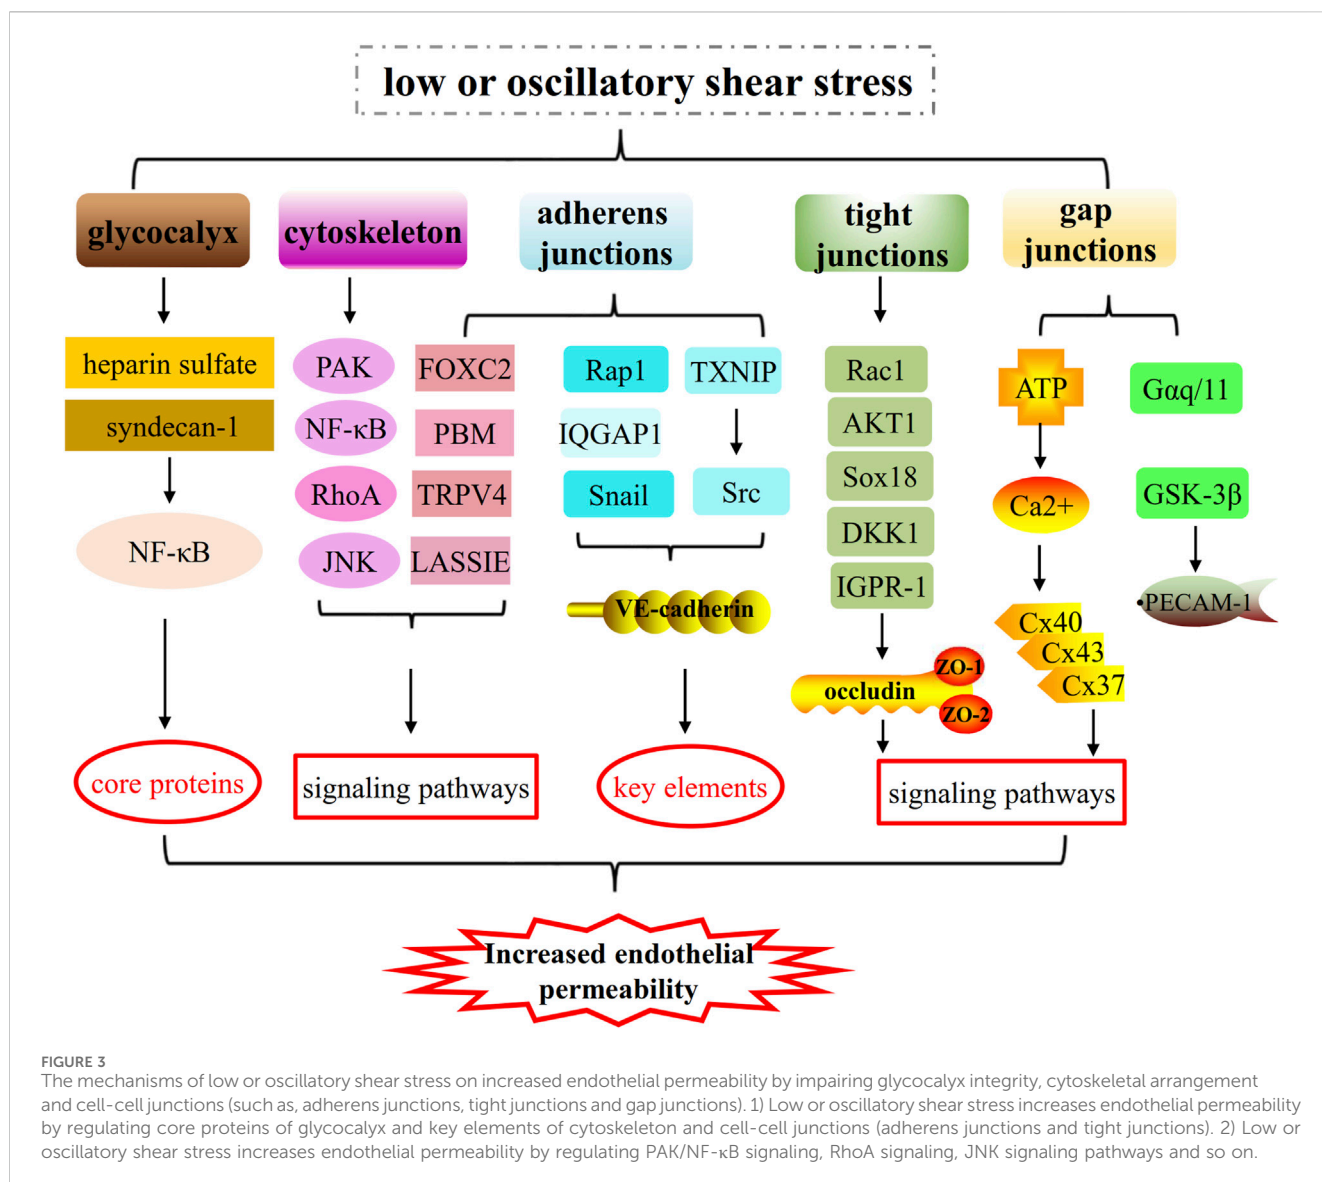 low or oscillatory shear stress
glycocalyx
cytoskeleton
adherens
junctions
tight
junctions
gap
junctions
heparin sulfate
syndecan-1
NF-κB
PAK
NF-κB
RhoA
JNK
FOXC2
PBM
TRPV4
LASSIE
Rap1
IQGAP1
Snail
TXNIP
Src
VE-cadherin
Rac1
AKT1
Sox18
DKK1
IGPR-1
occludin
ZO-1
ZO-2
ATP
Ca2+
Cx40
Cx43
Cx37
Gαq/11
GSK-3β
•PECAM-1
core proteins
signaling pathways
key elements
signaling pathways
Increased endothelial
permeability
FIGURE 3
The mechanisms of low or oscillatory shear stress on increased endothelial permeability by impairing glycocalyx integrity, cytoskeletal arrangement
and cell-cell junctions (such as, adherens junctions, tight junctions and gap junctions). 1) Low or oscillatory shear stress increases endothelial permeability
by regulating core proteins of glycocalyx and key elements of cytoskeleton and cell-cell junctions (adherens junctions and tight junctions). 2) Low or
oscillatory shear stress increases endothelial permeability by regulating PAK/NF-κB signaling, RhoA signaling, JNK signaling pathways and so on.